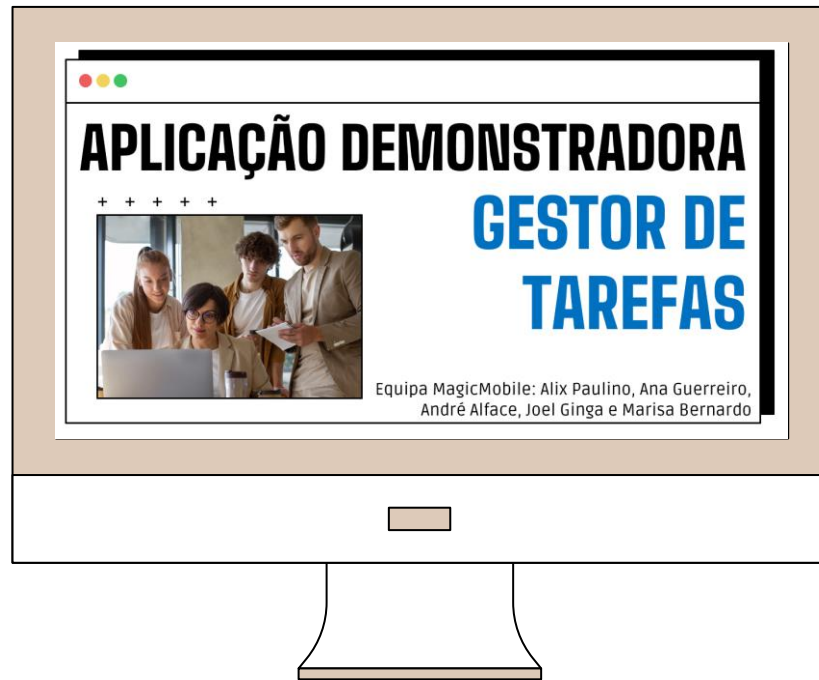 APLICAÇÃO DEMONSTRADORA
GESTOR DE
TAREFAS
Equipa MagicMobile: Alix Paulino, Ana Guerreiro,
André Alface, Joel Ginga e Marisa Bernardo